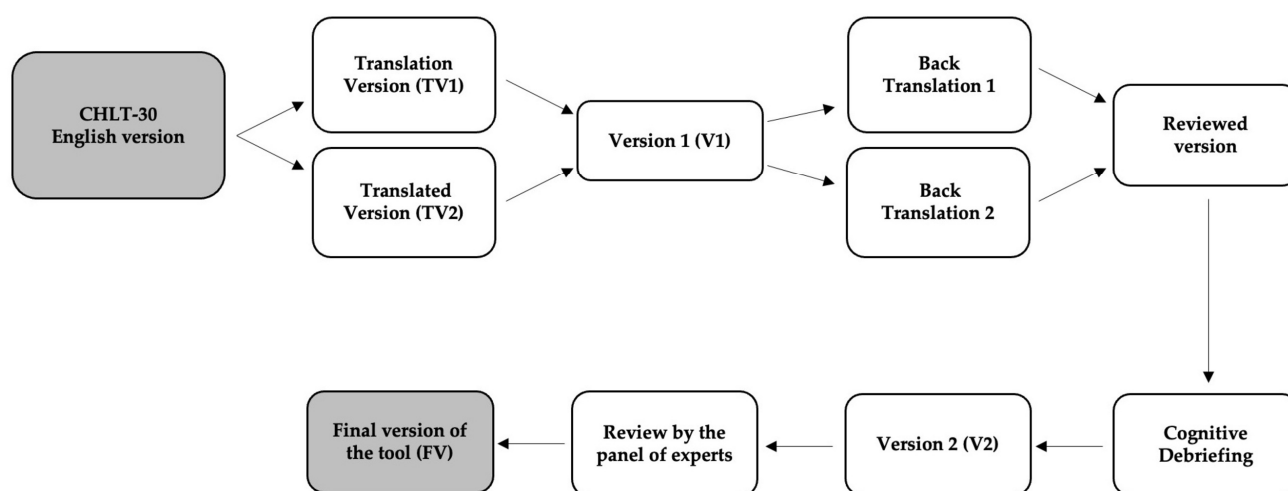 CHLT-30
English version
Translation
Version (TV1)
Translated
Version (TV2)
Version 1 (V1)
Back
Translation 1
Back
Translation 2
Reviewed
version
Cognitive
Debriefing
Version 2 (V2)
Review by the
panel of experts
Final version of
the tool (FV)